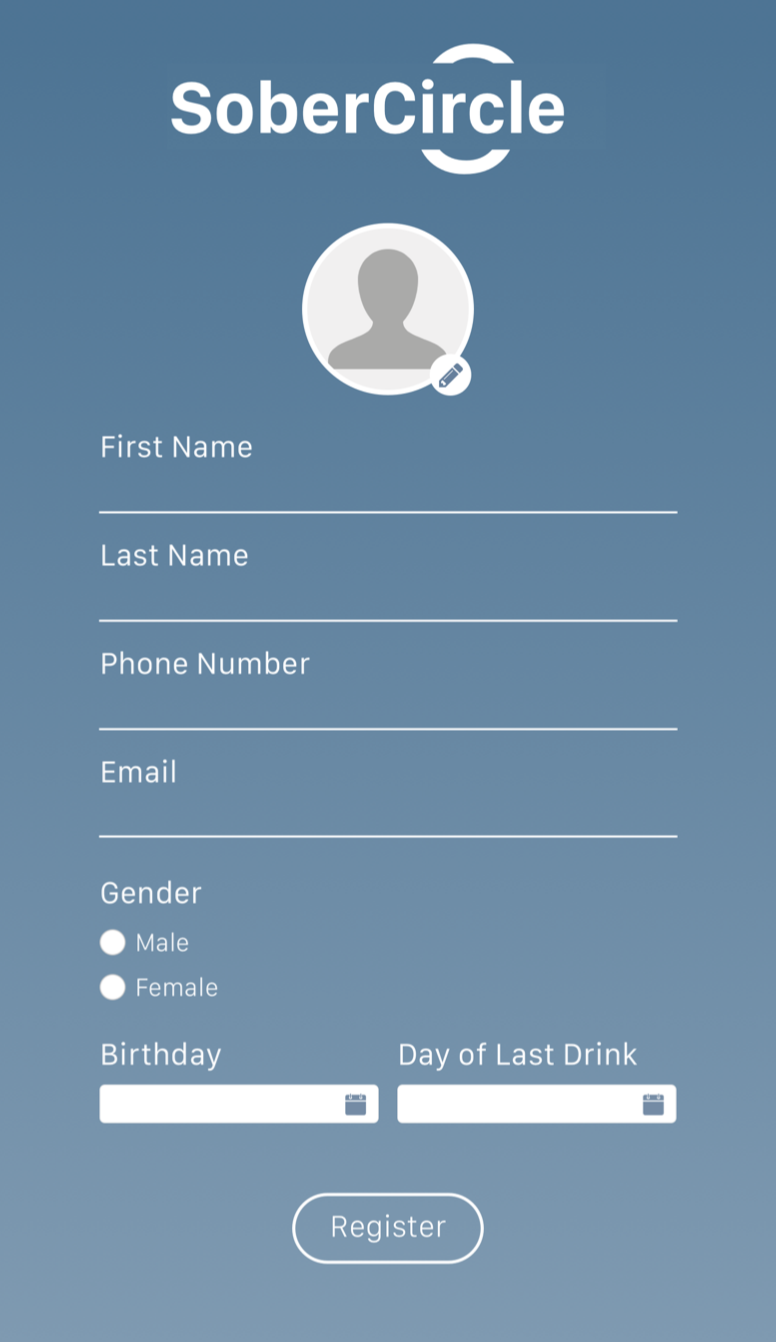 SoberCircle
First Name
Last Name
Phone Number
Email
Gender
Male
Female
Birthday Day of Last Drink
Register